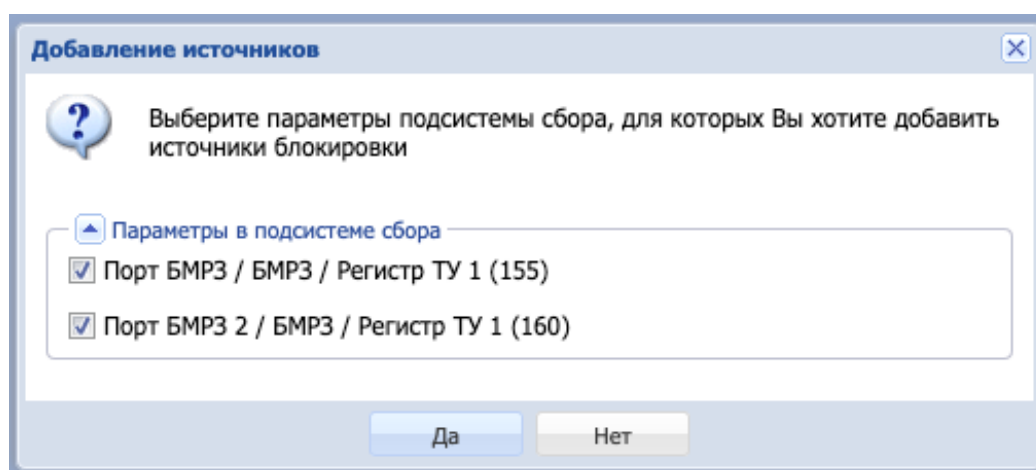 Добавление источников
Выберите параметры подсистемы сбора, для которых Вы хотите добавить
источники блокировки
Параметры в подсистеме сбора
Порт БМРЗ / БМРЗ / Регистр ТУ 1 (155)
Порт БМРЗ 2 / БМРЗ / Регистр ТУ 1 (160)
Да Нет